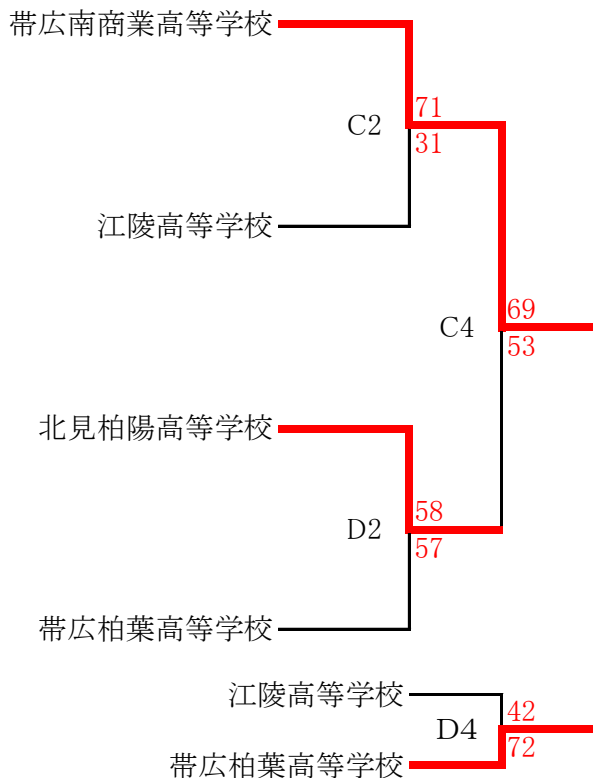 帯広南商業高等学校
71
C2
31
江陵高等学校
69
C4
53
北見柏陽高等学校
58
D2
57
帯広柏葉高等学校
江陵高等学校
42
D4
72
帯広柏葉高等学校